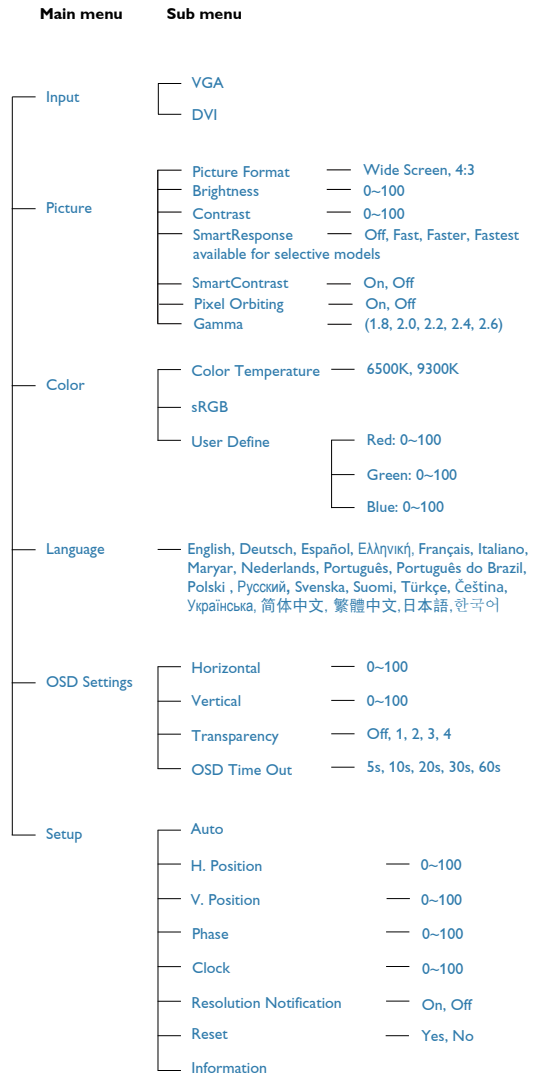 Main menu Sub menu
Input
VGA
DVI
Picture
Picture Format Wide Screen, 4:3
Brightness 0~100
Contrast 0~100
SmartResponse Off, Fast, Faster, Fastest
available for selective models
SmartContrast On, Off
Pixel Orbiting On, Off
Gamma (1.8, 2.0, 2.2, 2.4, 2.6)
Color
Color Temperature 6500K, 9300K
sRGB
User Define
Red: 0~100
Green: 0~100
Blue: 0~100
Language
English, Deutsch, Español, Ελληνική, Français, Italiano,
Maryar, Nederlands, Português, Português do Brazil,
Polski , Русский, Svenska, Suomi, Türkçe, Čeština,
Українська, 简体中文, 繁體中文,日本語,한국어
OSD Settings
Horizontal 0~100
Vertical 0~100
Transparency Off, 1, 2, 3, 4
OSD Time Out 5s, 10s, 20s, 30s, 60s
Setup
Auto
H. Position 0~100
V. Position 0~100
Phase 0~100
Clock 0~100
Resolution Notification On, Off
Reset Yes, No
Information